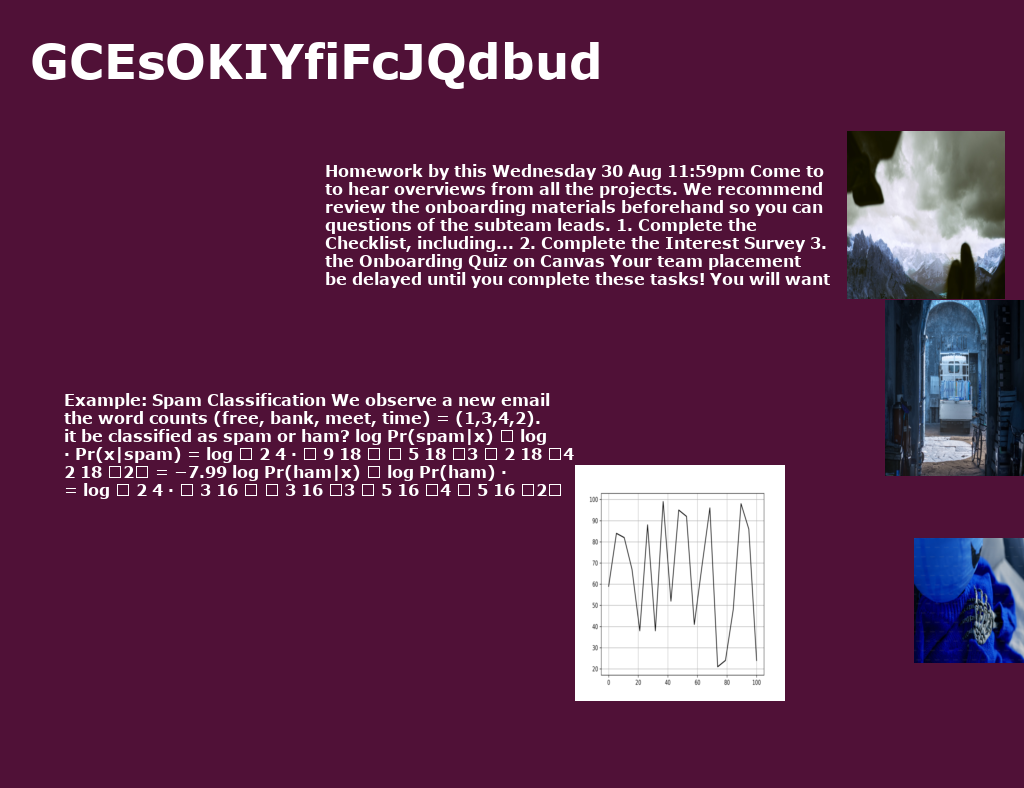 GCEsOKIYfiFcJQdbud
Homework by this Wednesday 30 Aug 11:59pm Come to
to hear overviews from all the projects. We recommend
review the onboarding materials beforehand so you can
questions of the subteam leads. 1. Complete the
Checklist, including... 2. Complete the Interest Survey 3.
the Onboarding Quiz on Canvas Your team placement
be delayed until you complete these tasks! You will want
Example: Spam Classification We observe a new email
the word counts (free, bank, meet, time) = (1,3,4,2).
it be classified as spam or ham? log Pr(spam|x) □ log
· Pr(x|spam) = log □ 2 4 · □ 9 18 □ □ 5 18 □3 □ 2 18 □4
2 18 □2□ = −7.99 log Pr(ham|x) □ log Pr(ham) ·
= log □ 2 4 · □ 3 16 □ □ 3 16 □3 □ 5 16 □4 □ 5 16 □2□
100
90
80
70
60
50
40
30
20
0 20 40 60 80 100